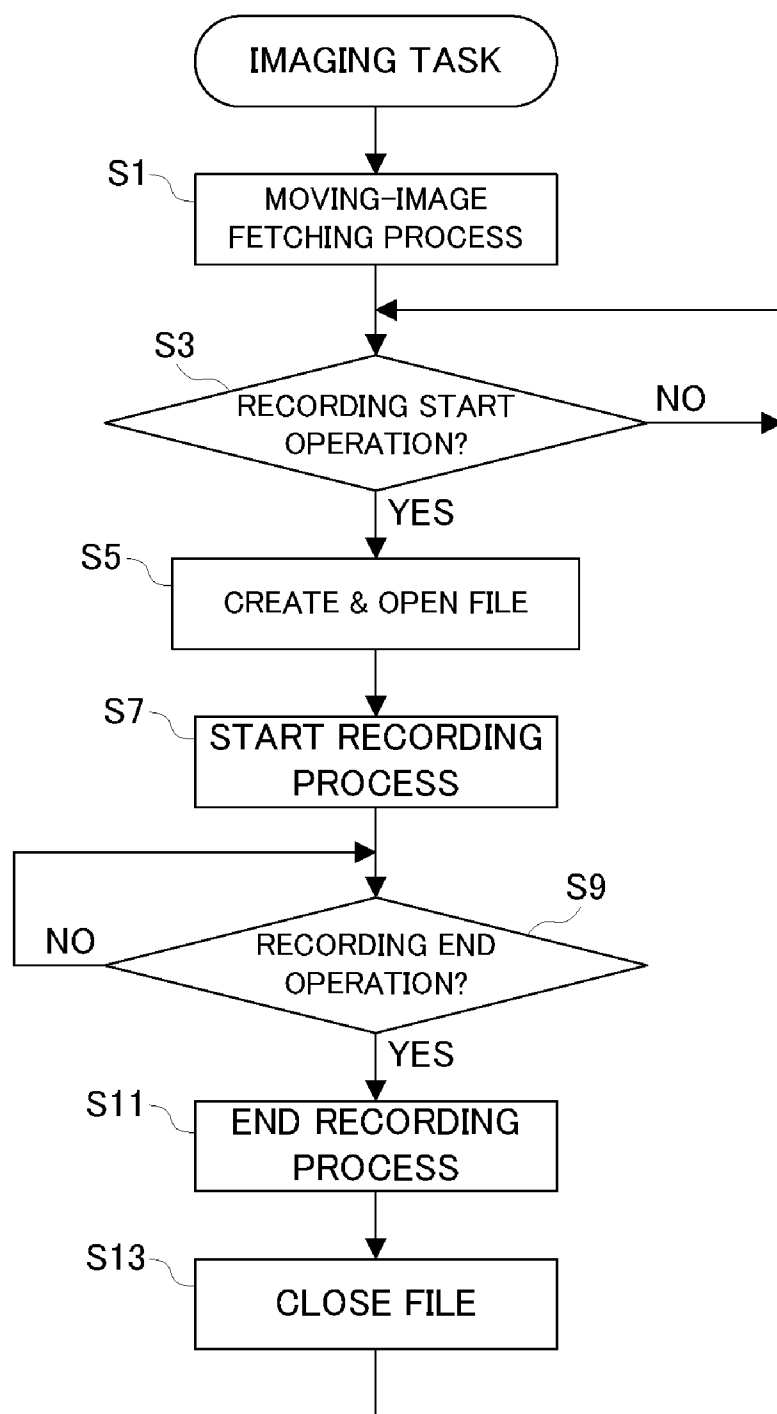 IMAGING TASK
S1
MOVING-IMAGE
FETCHING PROCESS
S3
RECORDING START
OPERATION?
NO
YES
S5
CREATE & OPEN FILE
S7
START RECORDING
PROCESS
S9
NO
RECORDING END
OPERATION?
YES
S11
END RECORDING
PROCESS
S13
CLOSE FILE